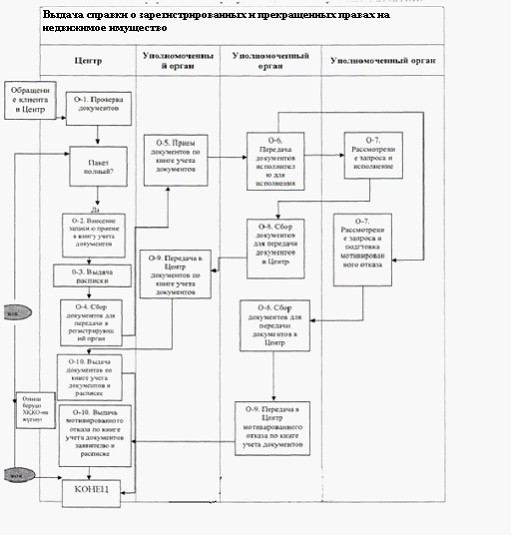 Выдача справки о зарегистрированных и прекращенных правах на
недвижимое имущество
Центр
Уполномоченны
й орган
Уполномоченный орган
Уполномоченный орган
Обращени
е клиента
в Центр
О-1. Проверка
документов
Пакет
полный?
Да
О-2. Внесение
записи о приеме
в книгу учета
документов
О-3. Выдача
расписки
О-4. Сбор
документов для
передачи в
регистрирующ
ий орган
О-10. Выдача
документов по
книге учета
документов и
расписке
О-10. Выдача
мотивированного
отказа по книге
учета документов
заявителю и
расписке
КОНЕЦ
О-5. Прием
документов по
книге учета
документов
О-9. Передача в
Центр
документов по
книге учета
документов
О-6.
Передача
документов
исполнител
ю для
исполнения
О-8. Сбор
документов
для передачи
документов
в Центр
О-8. Сбор
документов для
передачи
документов в
Центр
О-9. Передача в
Центр
мотивированного
отказа по книге
учета документов
О-7.
Рассмотрени
е запроса и
исполнение
О-7.
Рассмотрени
е запроса и
подгтовка
мотивирован
ного отказа